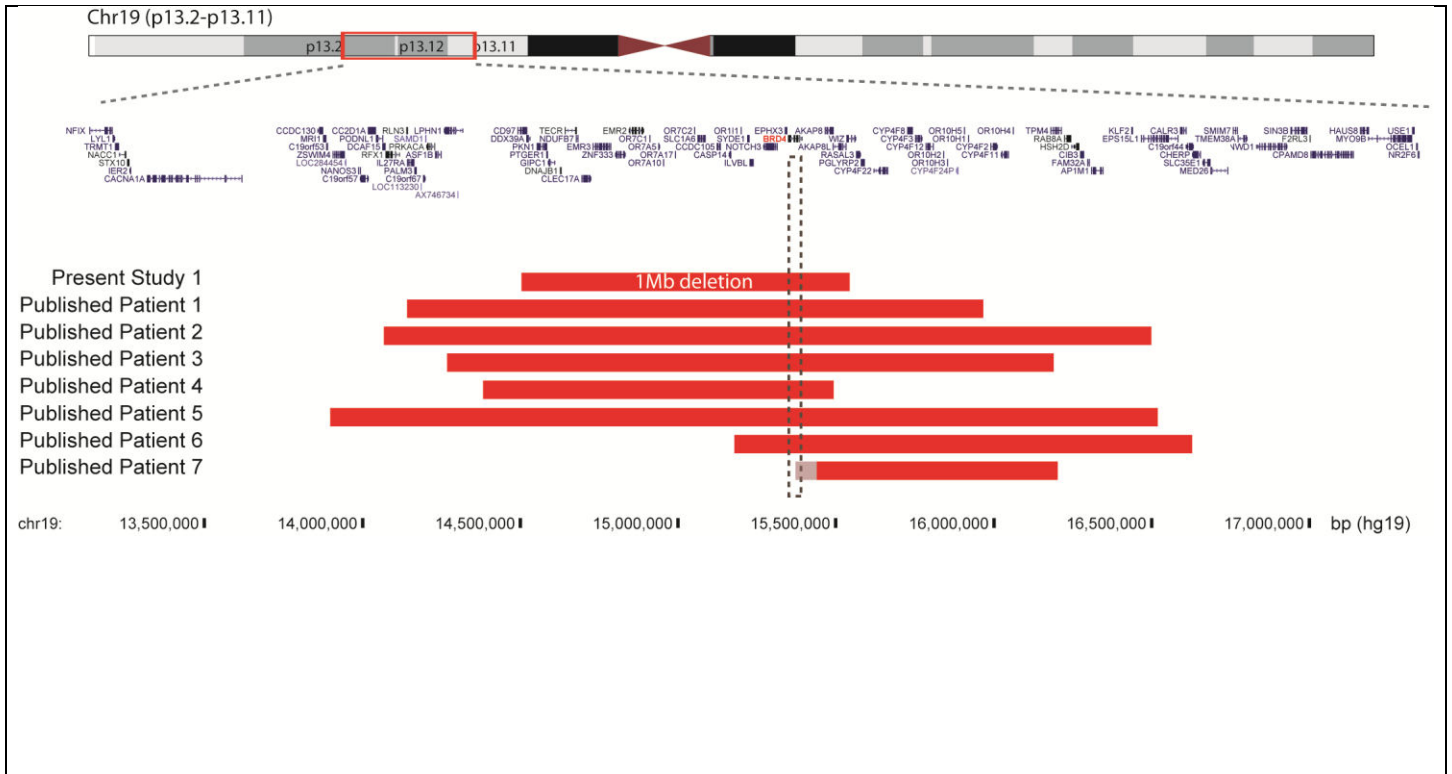 Chr19 (p13.2-p13.11)
p13.2 p13.12 p13.11
NFIX CCDC130 CC2D1A RLN3 LPHN1 CD97 TECR EMR2 OR7C2 OR1I1 EPHX3 AKAP8 CYP4F8 OR10H5 OR10H4 TPM4 KLF2 CALR3 SMIM7 SIN3B HAUS8 USE1
LYL1 MRI1 PODNL1 SAMD1 DDX39A NDUFB7 OR7C1 SLC1A6 SYDE1 BRD4 WIZ CYP4F3 OR10H1 RAB8A EPS15L1 C19orf44 TMEM38A F2RL3 MYO9B OCEL1
TRMT1 C19orf53 DCAF15 PRKACA PKN1 EMR3 OR7A5 CCDC105 NOTCH3 AKAP8L CYP4F12 CYP4F2 HSH2D CHERP NWD1 CPAMD8 NR2F6
NACC1 ZSWIM4 RFX1 ASF1B PTGER1 ZNF333 OR7A17 CASP14 RASAL3 OR10H2 CYP4F11 CIB3 SLC35E1
STX10 LOC284454 IL27RA GIPC1 OR7A10 ILVBL PGLYRP2 OR10H3 FAM32A MED26
IER2 NANOS3 PALM3 DNAJB1 CYP4F22 CYP4F24P AP1M1
CACNA1A C19orf57 C19orf67 CLEC17A
LOC113230
AX746734
Present Study 1 1Mb deletion
Published Patient 1
Published Patient 2
Published Patient 3
Published Patient 4
Published Patient 5
Published Patient 6
Published Patient 7
chr19: 13,500,000 14,000,000 14,500,000 15,000,000 15,500,000 16,000,000 16,500,000 17,000,000 bp (hg19)